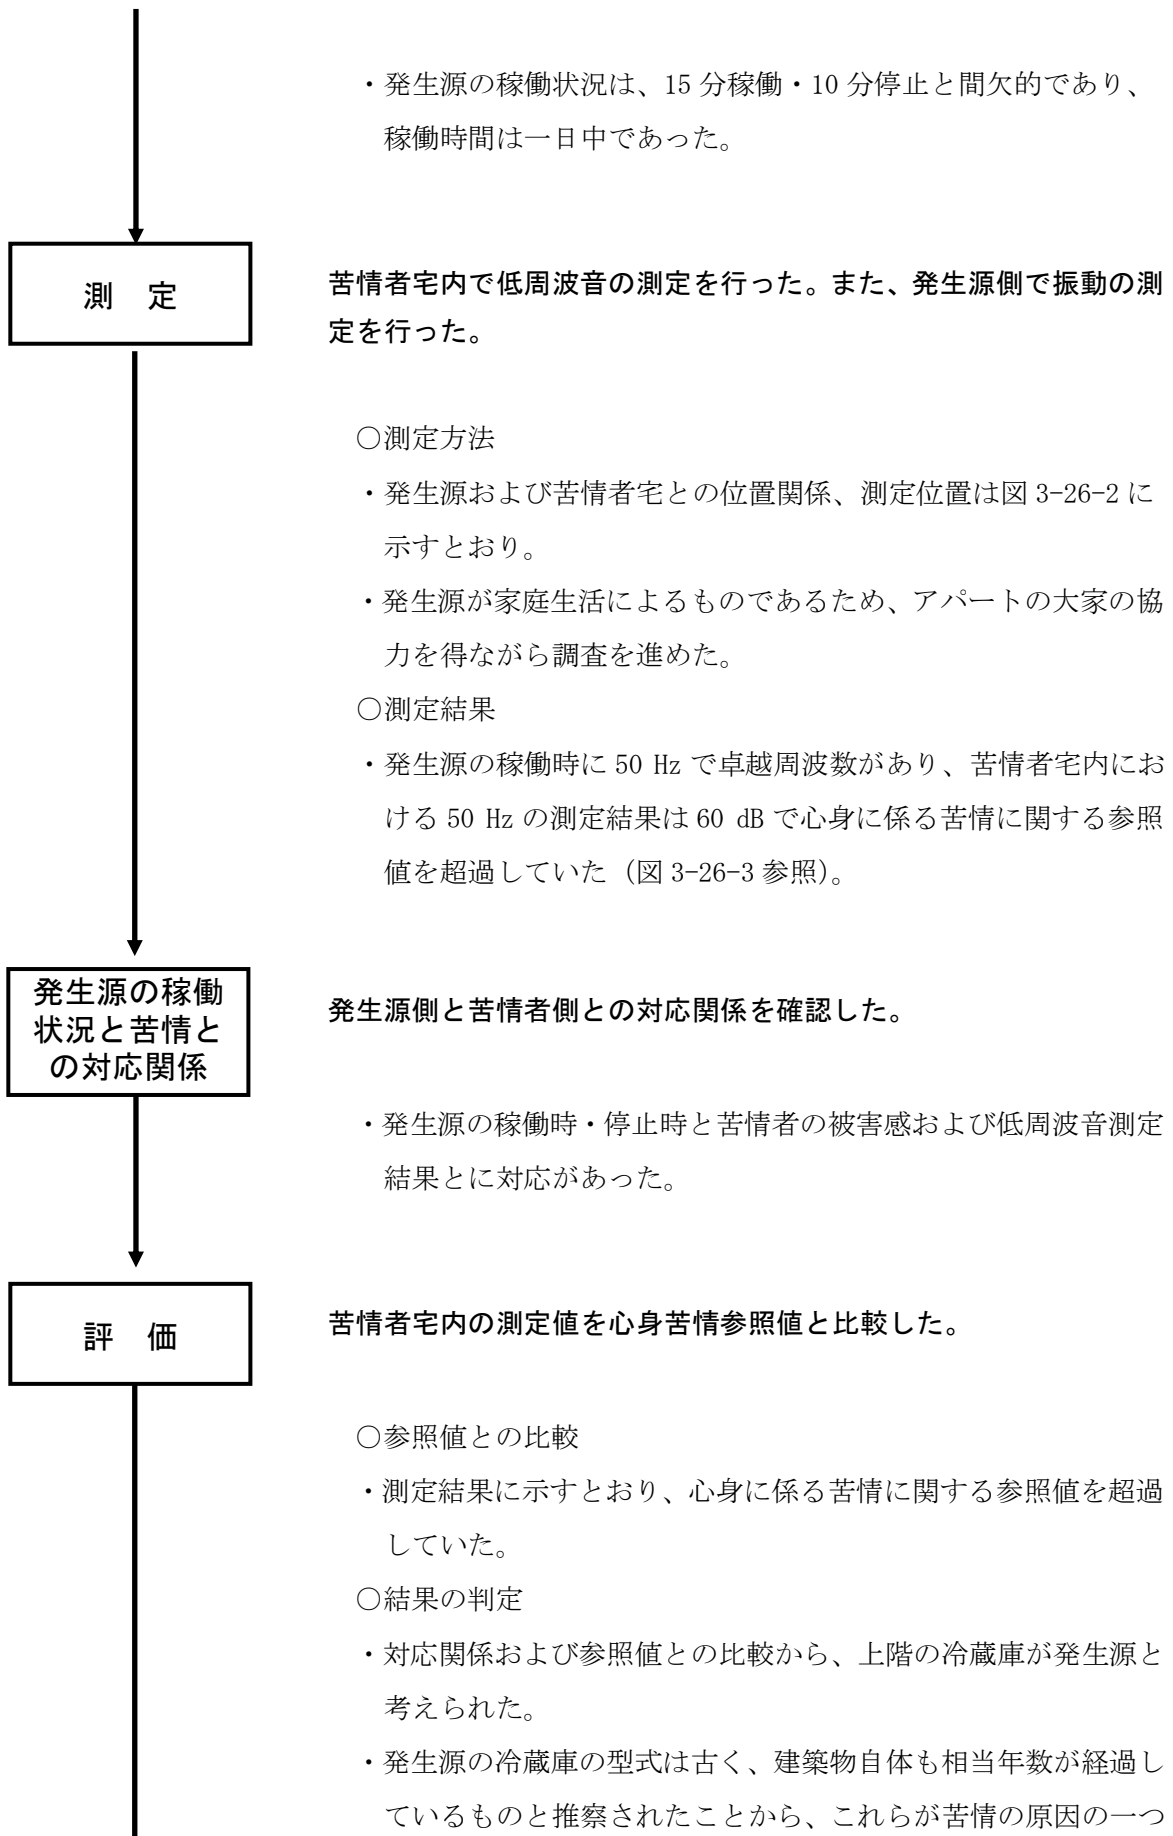 ・発生源の稼働状況は、15 分稼働・10 分停止と間欠的であり、
稼働時間は一日中であった。
測　定
苦情者宅内で低周波音の測定を行った。また、発生源側で振動の測
定を行った。
○測定方法
・発生源および苦情者宅との位置関係、測定位置は図 3-26-2 に
示すとおり。
・発生源が家庭生活によるものであるため、アパートの大家の協
力を得ながら調査を進めた。
○測定結果
・発生源の稼働時に 50 Hz で卓越周波数があり、苦情者宅内にお
ける 50 Hz の測定結果は 60 dB で心身に係る苦情に関する参照
値を超過していた（図 3-26-3 参照）。
発生源の稼働
状況と苦情と
の対応関係
発生源側と苦情者側との対応関係を確認した。
・発生源の稼働時・停止時と苦情者の被害感および低周波音測定
結果とに対応があった。
評　価
苦情者宅内の測定値を心身苦情参照値と比較した。
○参照値との比較
・測定結果に示すとおり、心身に係る苦情に関する参照値を超過
していた。
○結果の判定
・対応関係および参照値との比較から、上階の冷蔵庫が発生源と
考えられた。
・発生源の冷蔵庫の型式は古く、建築物自体も相当年数が経過し
ているものと推察されたことから、これらが苦情の原因の一つ